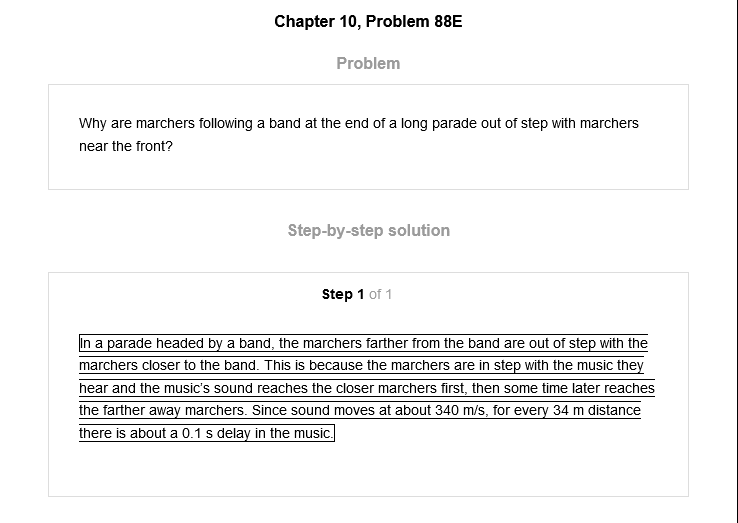 Chapter 10, Problem 88E
Problem
Why are marchers following a band at the end of a long parade out of step with marchers
near the front?
Step-by-step solution
Step 1 of 1
In a parade headed by a band, the marchers farther from the band are out of step with the
marchers closer to the band. This is because the marchers are in step with the music they
hear and the music's sound reaches the closer marchers first, then some time later reaches
the farther away marchers. Since sound moves at about 340 m/s, for every 34 m distance
there is about a 0.1 s delay in the music.